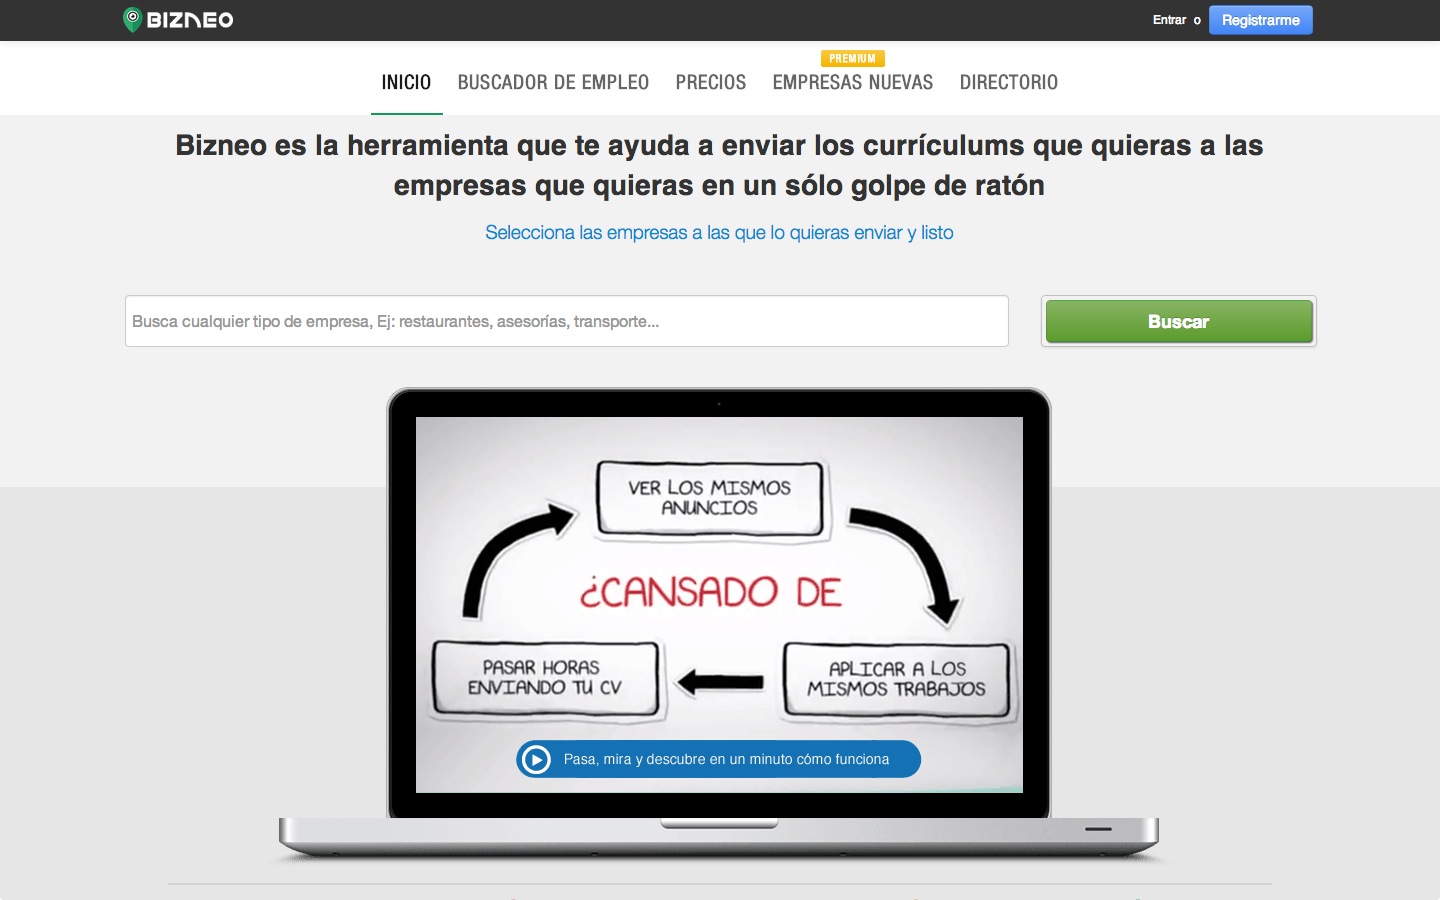 BIZNEO
Entrar o Registrarme
PREMIUM
INICIO BUSCADOR DE EMPLEO PRECIOS EMPRESAS NUEVAS DIRECTORIO
Bizneo es la herramienta que te ayuda a enviar los currículums que quieras a las
empresas que quieras en un sólo golpe de ratón
Selecciona las empresas a las que lo quieras enviar y listo
Busca cualquier tipo de empresa, Ej: restaurantes, asesorías, transporte...
Buscar
VER LOS MISMOS
ANUNCIOS
¿CANSADO DE
PASAR HORAS
ENVIANDO TU CV
APLICAR A LOS
MISMOS TRABAJOS
Pasa, mira y descubre en un minuto cómo funciona